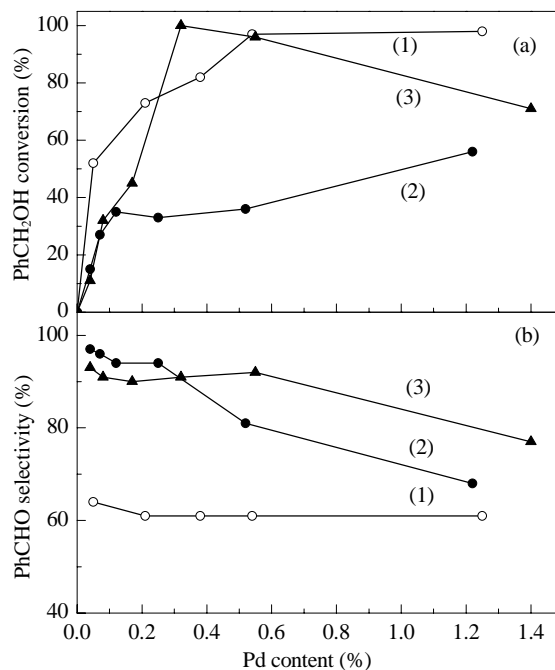 100
(1)
(a)
80
(3)
60
(2)
40
20
0
PhCH₂OH conversion (%)
100
(b)
(3)
80
(2)
(1)
60
40
PhCHO selectivity (%)
0.0 0.2 0.4 0.6 0.8 1.0 1.2 1.4
Pd content (%)